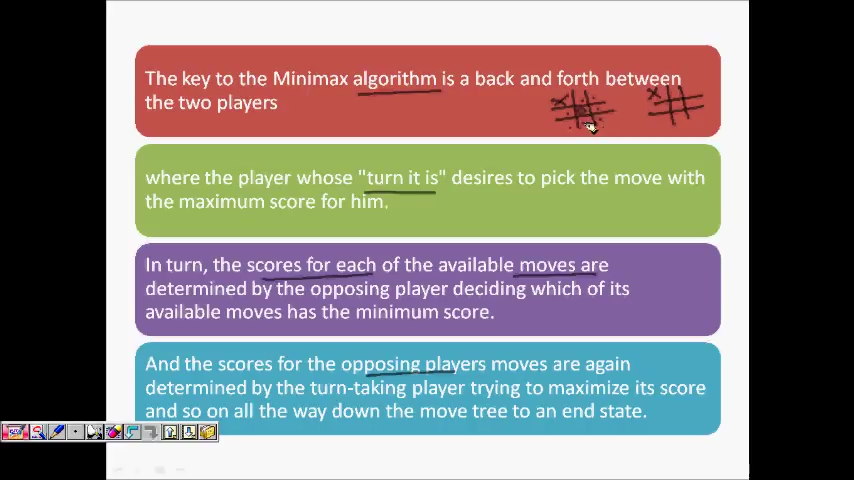 The key to the Minimax algorithm is a back and forth between
the two players
where the player whose "turn it is" desires to pick the move with
the maximum score for him.
In turn, the scores for each of the available moves are
determined by the opposing player deciding which of its
available moves has the minimum score.
And the scores for the opposing players moves are again
determined by the turn-taking player trying to maximize its score
and so on all the way down the move tree to an end state.